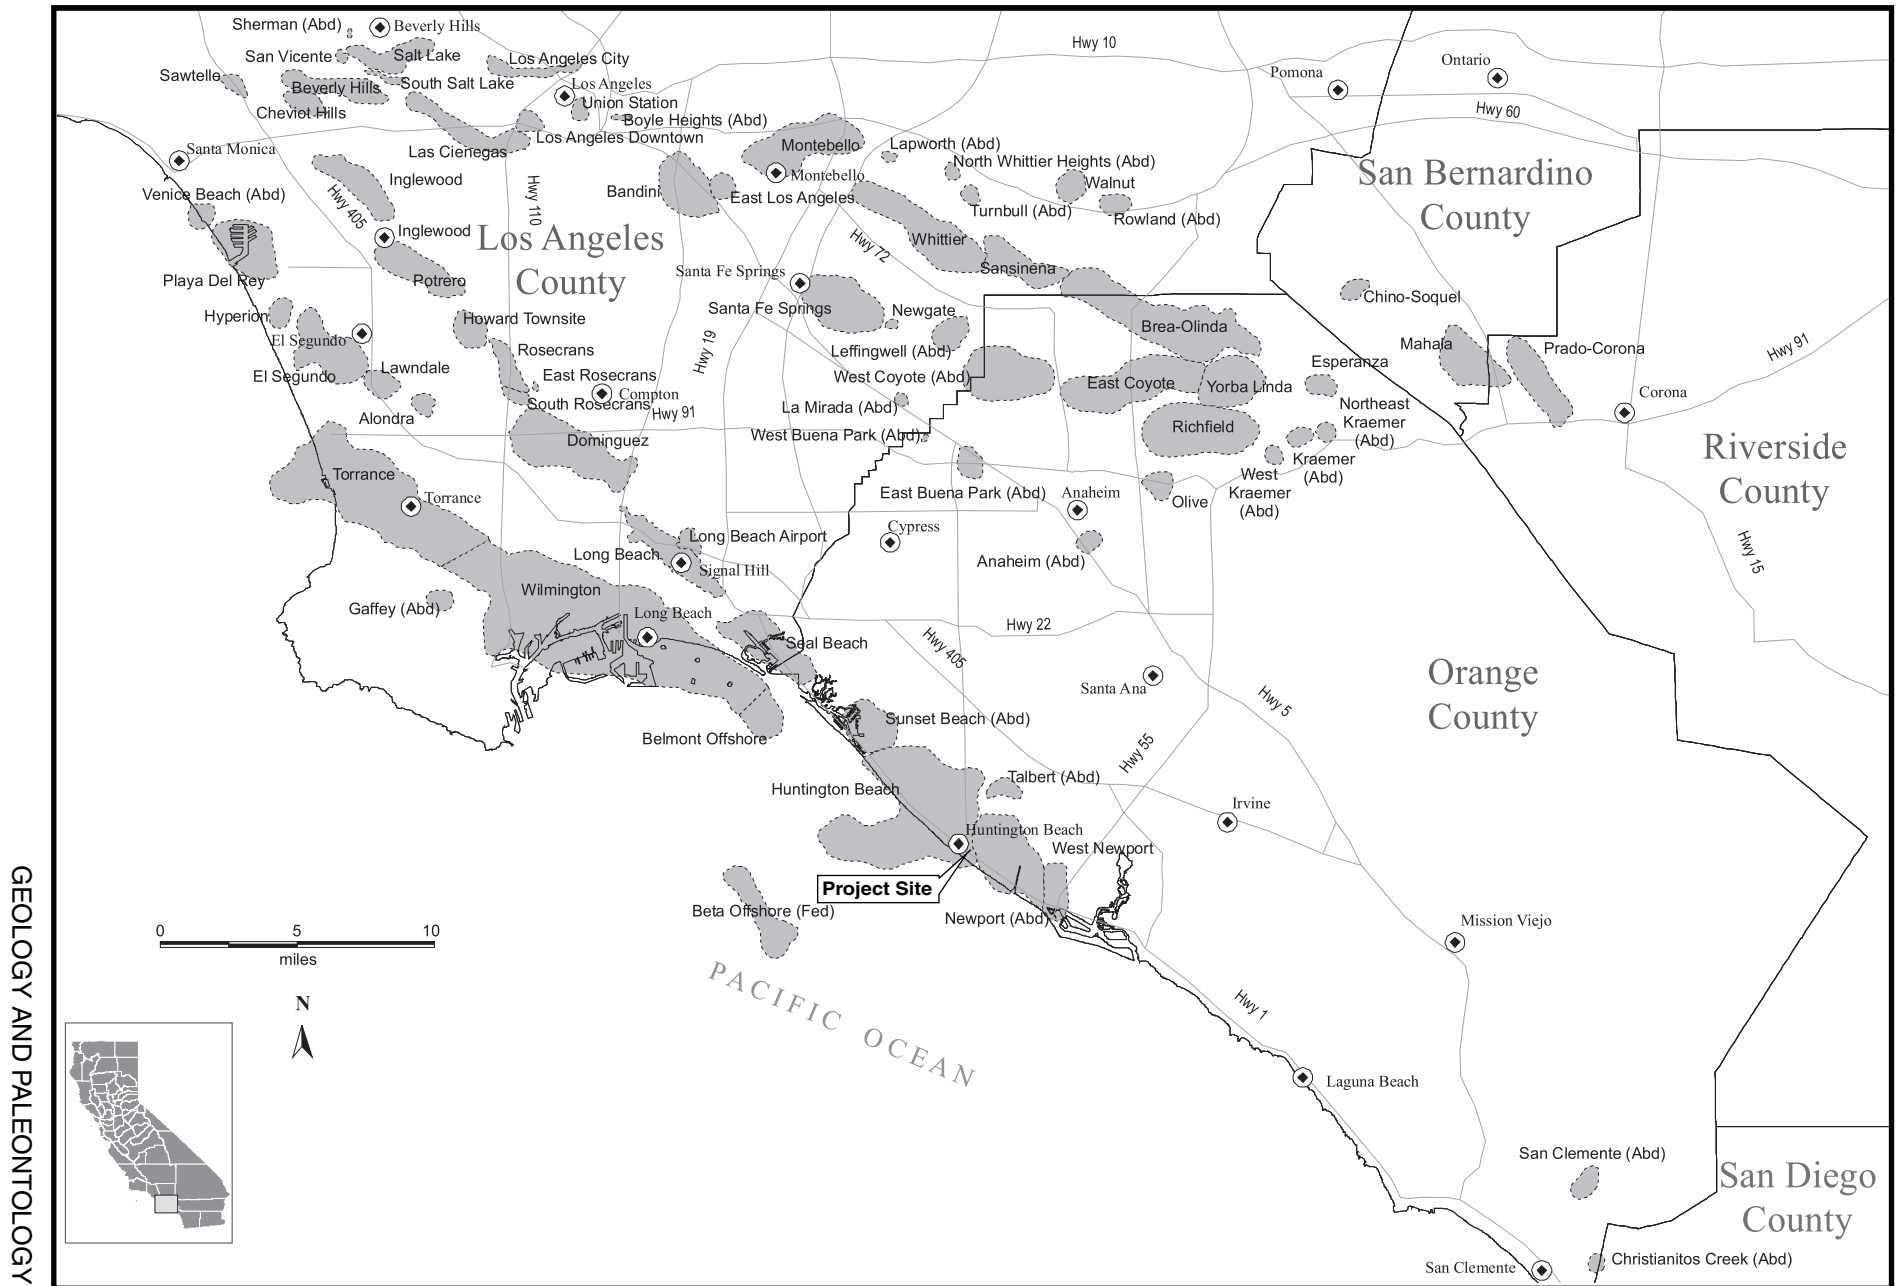 Sherman (Abd)
Beverly Hills
San Vicente
Salt Lake
Los Angeles City
Sawtelle
Beverly Hills
South Salt Lake
Los Angeles
Cheviot Hills
Union Station
Boyle Heights (Abd)
Los Angeles Downtown
Las Cienegas
Santa Monica
Hwy 10
Pomona
Ontario
Hwy 60
Montebello
Montebello
Lapworth (Abd)
North Whittier Heights (Abd)
Walnut
Turnbull (Abd)
Rowland (Abd)
San Bernardino
County
Venice Beach (Abd)
Inglewood
Hwy 405
Hwy 110
Bandini
East Los Angeles
Inglewood
Los Angeles
County
Whittier
Hwy 72
Sansinena
Playa Del Rey
Potrero
Santa Fe Springs
Santa Fe Springs
Newgate
Chino-Soquel
Hyperion
Howard Townsite
Brea-Olinda
El Segundo
El Segundo
Rosecrans
Hwy 19
Leffingwell (Abd)
Mahala
Prado-Corona
Hwy 91
Lawndale
East Rosecrans
Compton
South Rosecrans
Hwy 91
West Coyote (Abd)
East Coyote
Yorba Linda
Esperanza
Corona
Alondra
La Mirada (Abd)
West Buena Park (Abd)
Richfield
Northeast
Kraemer
(Abd)
Kraemer
(Abd)
West
Kraemer
(Abd)
Riverside
County
Dominguez
Torrance
Torrance
East Buena Park (Abd)
Anaheim
Olive
Cypress
Anaheim (Abd)
Hwy 15
Long Beach Airport
Long Beach
Signal Hill
Wilmington
Gaffey (Abd)
Long Beach
Hwy 22
Seal Beach
Hwy 405
Santa Ana
Hwy 5
Orange
County
Belmont Offshore
Sunset Beach (Abd)
Hwy 55
Talbert (Abd)
Huntington Beach
Irvine
Huntington Beach
West Newport
Project Site
Beta Offshore (Fed)
Newport (Abd)
Mission Viejo
0 5 10
miles
N
PACIFIC OCEAN
Hwy 1
Laguna Beach
San Clemente (Abd)
San Diego
County
San Clemente
Christianitos Creek (Abd)
GEOLOGY AND PALEONTOLOGY